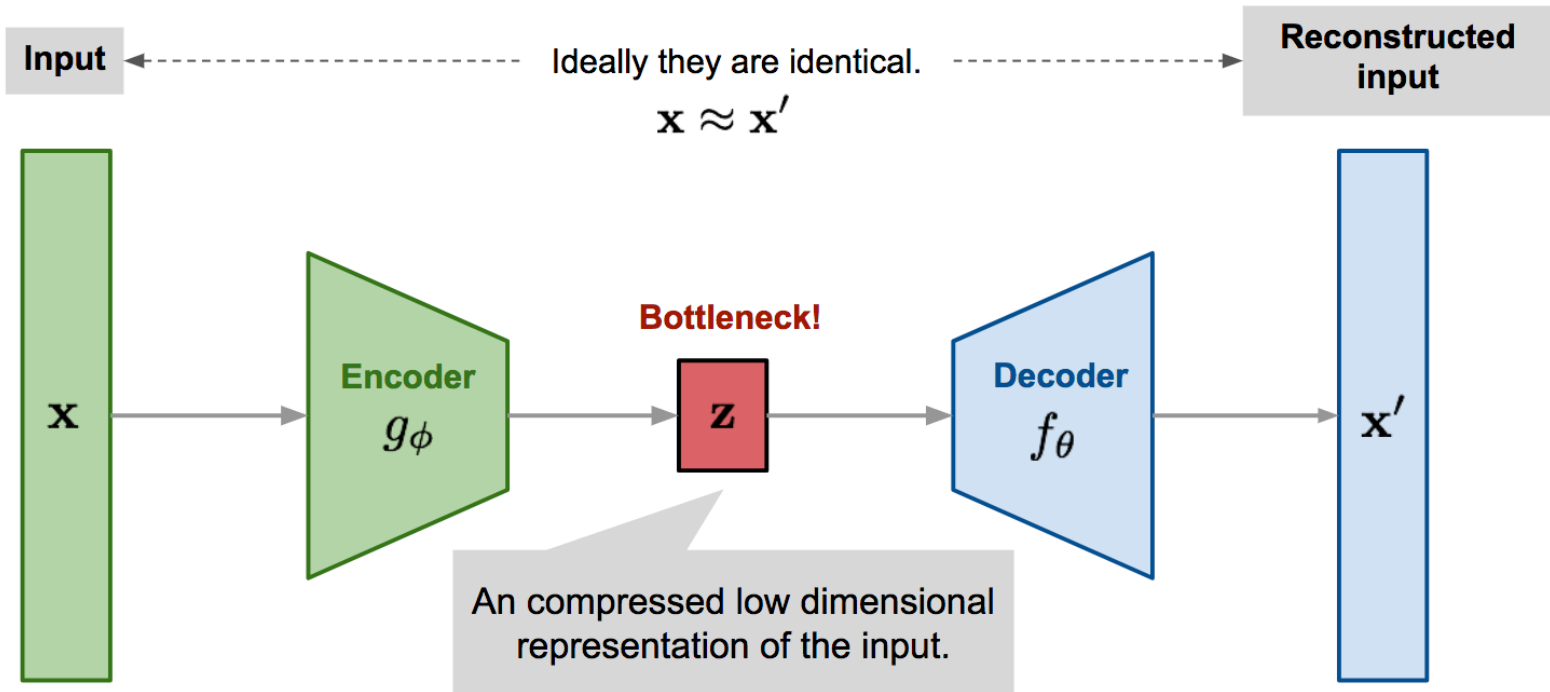 Input
Ideally they are identical.
x ≈ x′
Reconstructed
input
Bottleneck!
x
Encoder
gϕ
z
Decoder
fθ
x′
An compressed low dimensional
representation of the input.